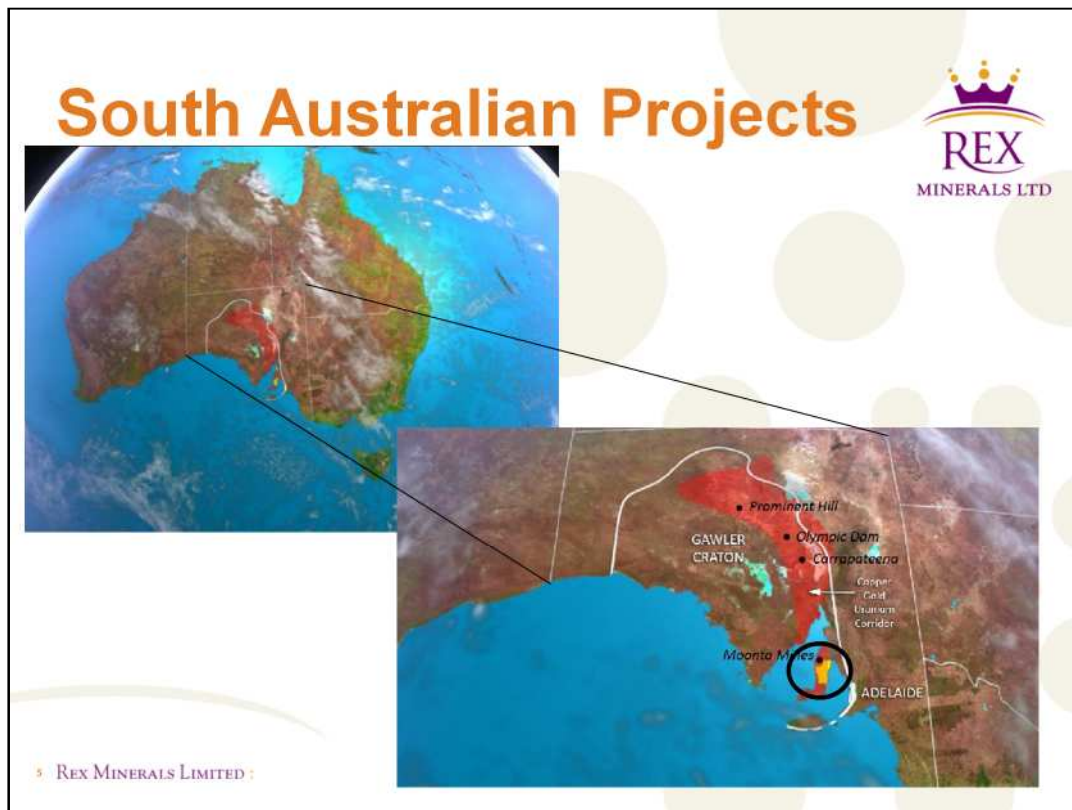 South Australian Projects
REX
MINERALS LTD
Prominent Hill
Olympic Dam
GAWLER
CRATON
Carrapateena
Copper
Gold
Uranium
Corridor
Moonta Mines
ADELAIDE
5 REX MINERALS LIMITED :